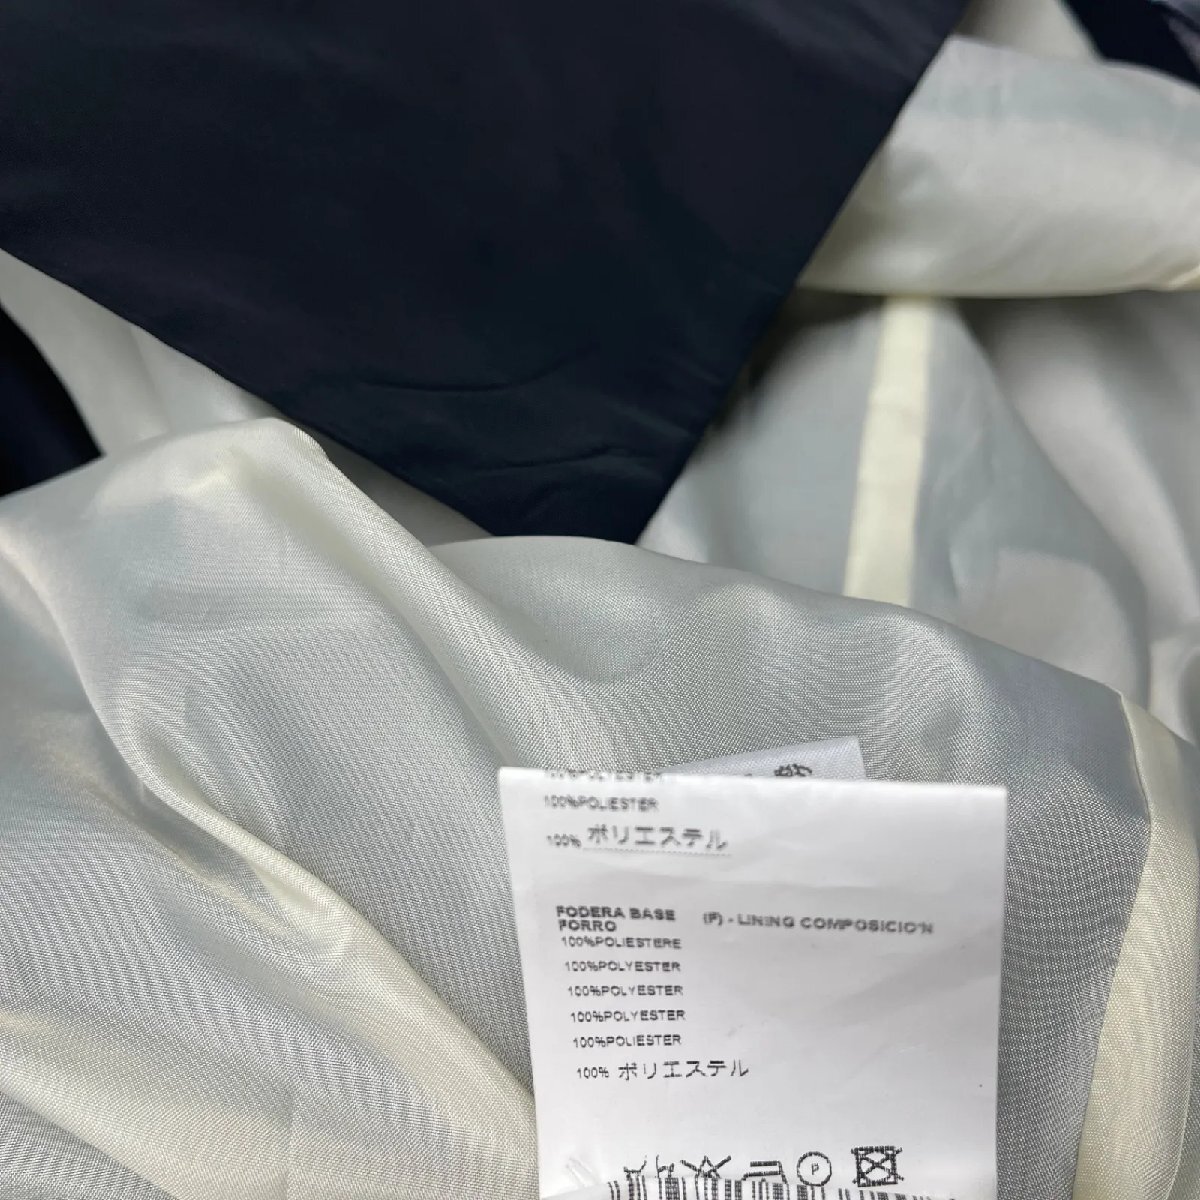 100%POLIESTER
100% ポリエステル
FODERA BASE (F) - LINING COMPOSICIO'N
FORRO
100%POLIESTERE
100%POLYESTER
100%POLYESTER
100%POLYESTER
100%POLIESTER
100% ポリエステル
P